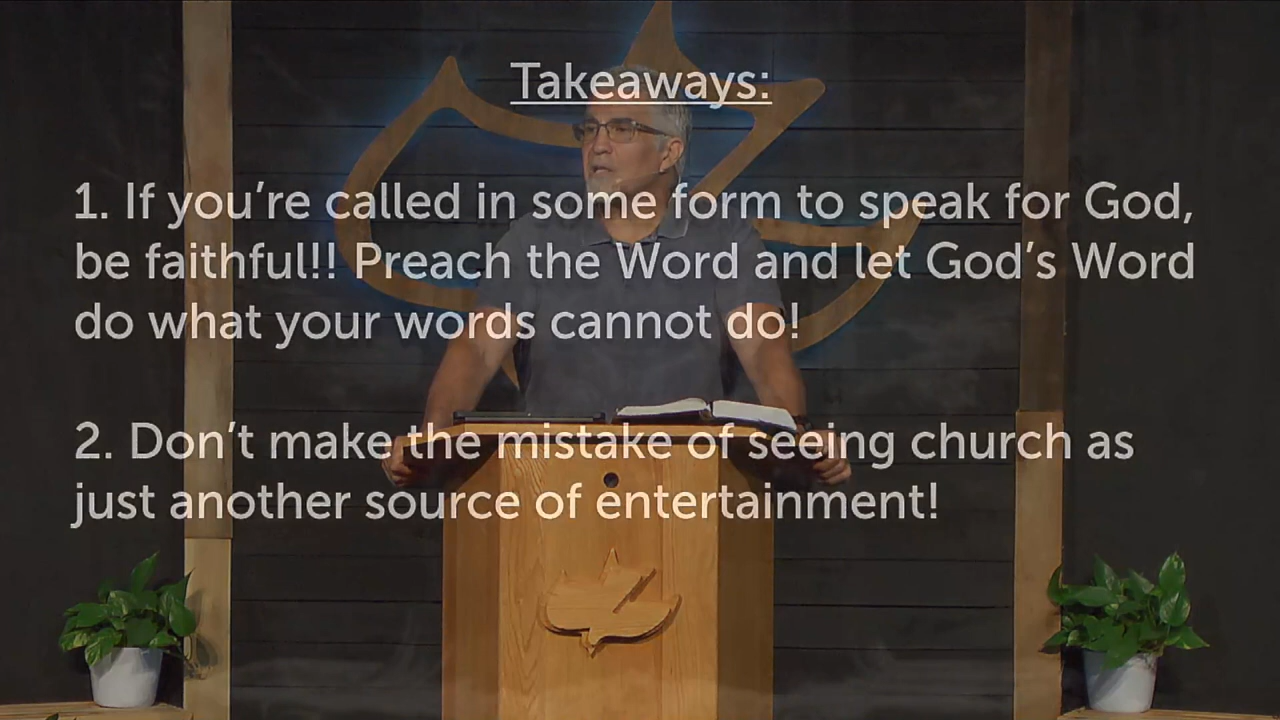 Takeaways:
1. If you’re called in some form to speak for God,
be faithful!! Preach the Word and let God’s Word
do what your words cannot do!
2. Don’t make the mistake of seeing church as
just another source of entertainment!